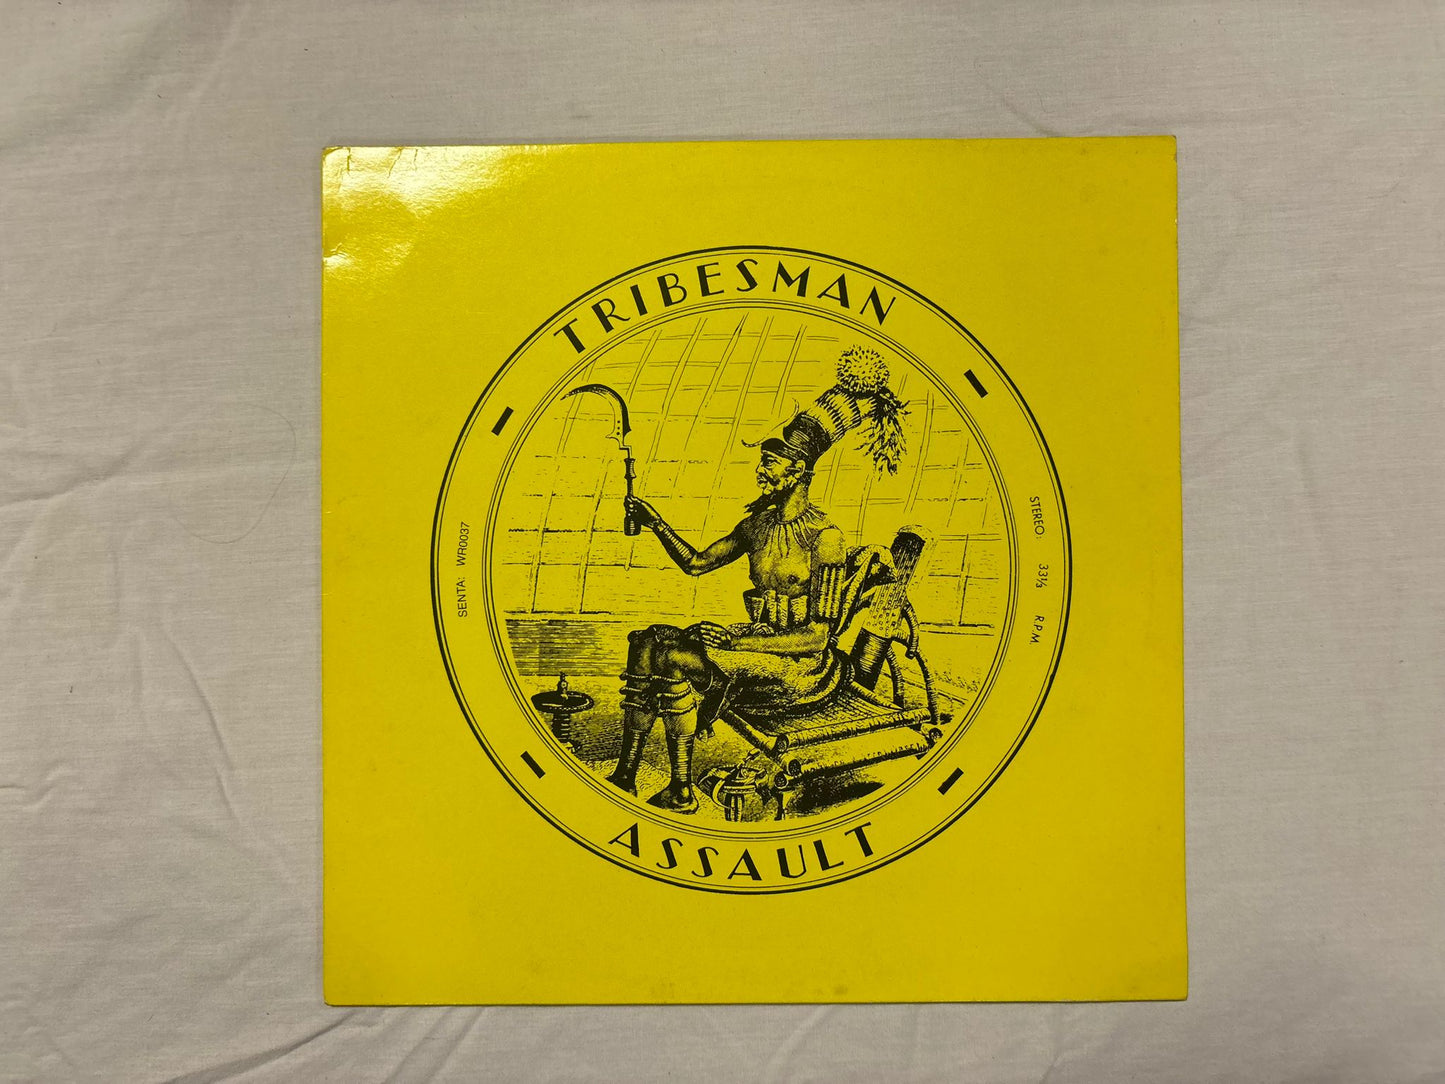 TRIBESMAN
SENTA: WR0037
STEREO: 33⅓ R.P.M.
ASSAULT